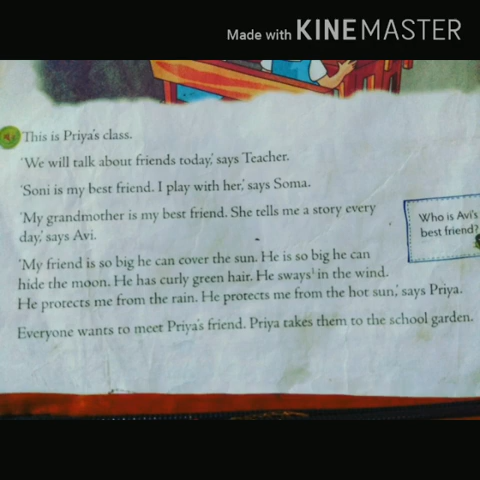 Made with KINEMASTER
This is Priya's class.
'We will talk about friends today,' says Teacher.
'Soni is my best friend. I play with her,' says Soma.
'My grandmother is my best friend. She tells me a story every
day,' says Avi.
Who is Avi's
best friend?
'My friend is so big he can cover the sun. He is so big he can
hide the moon. He has curly green hair. He sways¹ in the wind.
He protects me from the rain. He protects me from the hot sun,' says Priya.
Everyone wants to meet Priya's friend. Priya takes them to the school garden.